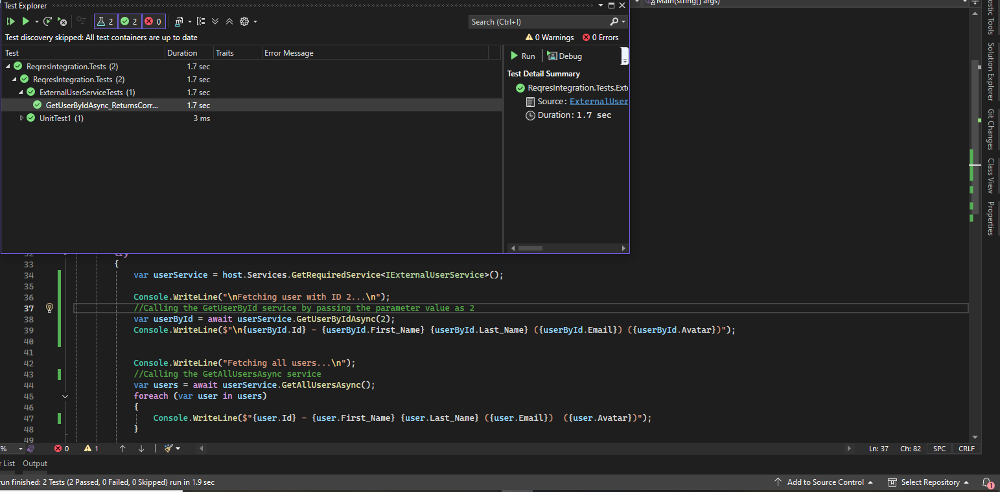 Test Explorer
Main(string[] args)
2 2 0
Search (Ctrl+I)
Test discovery skipped: All test containers are up to date
0 Warnings 0 Errors
Test Duration Traits Error Message
Run Debug
ReqresIntegration.Tests (2) 1.7 sec
ReqresIntegration.Tests (2) 1.7 sec
ExternalUserServiceTests (1) 1.7 sec
GetUserByIdAsync_ReturnsCorr... 1.7 sec
UnitTest1 (1) 3 ms
Test Detail Summary
ReqresIntegration.Tests.Exte
Source: ExternalUser
Duration: 1.7 sec
ostic Tools
Solution Explorer
Git Changes
Class View
Properties
32 try
33 {
34 var userService = host.Services.GetRequiredService<IExternalUserService>();
35
36 Console.WriteLine("\nFetching user with ID 2...\n");
37 //Calling the GetUserById service by passing the parameter value as 2
38 var userById = await userService.GetUserByIdAsync(2);
39 Console.WriteLine($"\n{userById.Id} - {userById.First_Name} {userById.Last_Name} ({userById.Email}) ({userById.Avatar})");
40
41
42 Console.WriteLine("Fetching all users...\n");
43 //Calling the GetAllUsersAsync service
44 var users = await userService.GetAllUsersAsync();
45 foreach (var user in users)
46 {
47 Console.WriteLine($"{user.Id} - {user.First_Name} {user.Last_Name} ({user.Email})  ({user.Avatar})");
48 }
49
% 0 1 Ln: 37 Ch: 82 SPC CRLF
r List Output
run finished: 2 Tests (2 Passed, 0 Failed, 0 Skipped) run in 1.9 sec
Add to Source Control Select Repository 1